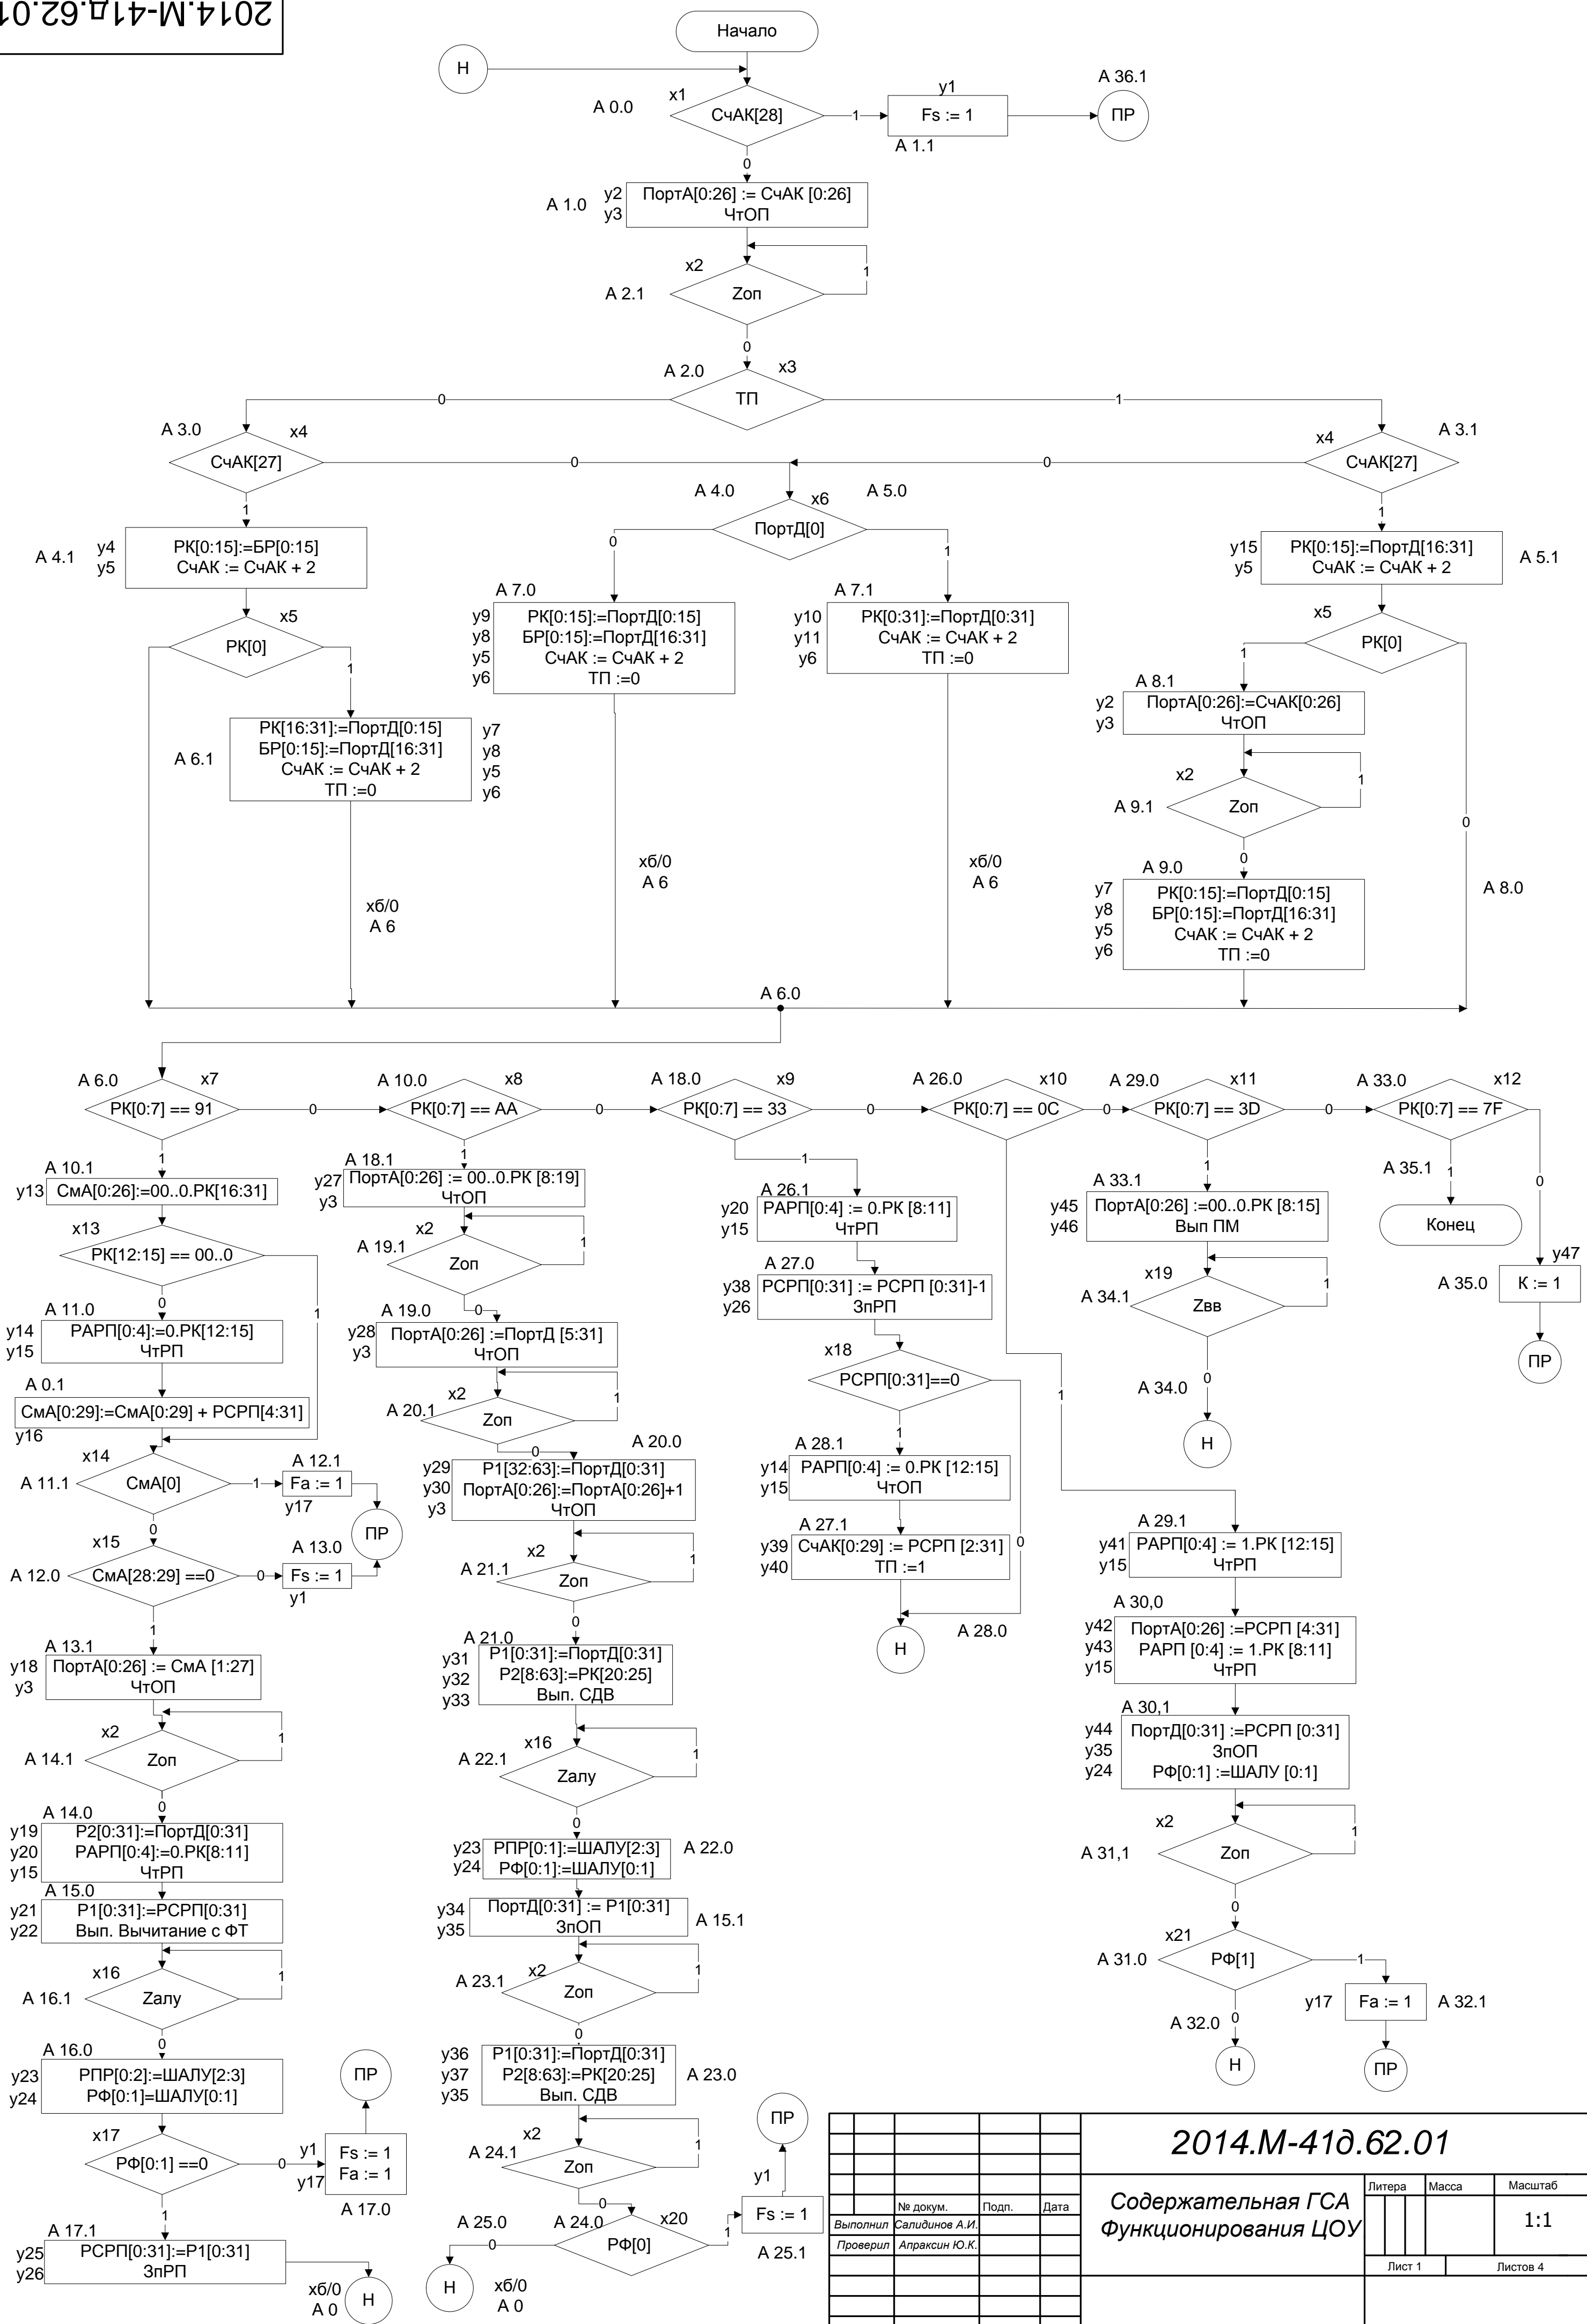 2014.М-41д.62.01
Начало
Н
x1
A 0.0
СчАК[28]
1
y1
Fs := 1
A 1.1
A 36.1
ПР
0
A 1.0
y2
y3
ПортА[0:26] := СчАК [0:26]
ЧтОП
x2
A 2.1
Zоп
1
0
A 2.0
x3
ТП
0
1
A 3.0
x4
СчАК[27]
0
0
x4
A 3.1
СчАК[27]
1
1
A 4.0
A 5.0
x6
ПортД[0]
0
1
A 4.1
y4
y5
РК[0:15]:=БР[0:15]
СчАК := СчАК + 2
y15
y5
РК[0:15]:=ПортД[16:31]
СчАК := СчАК + 2
A 5.1
x5
РК[0]
1
A 7.0
y9
y8
y5
y6
РК[0:15]:=ПортД[0:15]
БР[0:15]:=ПортД[16:31]
СчАК := СчАК + 2
ТП :=0
A 7.1
y10
y11
y6
РК[0:31]:=ПортД[0:31]
СчАК := СчАК + 2
ТП :=0
x5
РК[0]
1
0
A 8.0
A 6.1
РК[16:31]:=ПортД[0:15]
БР[0:15]:=ПортД[16:31]
СчАК := СчАК + 2
ТП :=0
y7
y8
y5
y6
A 8.1
y2
y3
ПортА[0:26]:=СчАК[0:26]
ЧтОП
x2
A 9.1
Zоп
1
0
A 9.0
y7
y8
y5
y6
РК[0:15]:=ПортД[0:15]
БР[0:15]:=ПортД[16:31]
СчАК := СчАК + 2
ТП :=0
хб/0
A 6
хб/0
A 6
хб/0
A 6
A 6.0
A 6.0
x7
РК[0:7] == 91
0
A 10.0
x8
РК[0:7] == AA
0
A 18.0
x9
РК[0:7] == 33
0
A 26.0
x10
РК[0:7] == 0C
0
A 29.0
x11
РК[0:7] == 3D
0
A 33.0
x12
РК[0:7] == 7F
1
A 10.1
y13
СмА[0:26]:=00..0.РК[16:31]
x13
РК[12:15] == 00..0
1
0
A 11.0
y14
y15
РАРП[0:4]:=0.РК[12:15]
ЧтРП
A 0.1
СмА[0:29]:=СмА[0:29] + РСРП[4:31]
y16
x14
A 11.1
СмА[0]
1
A 12.1
Fa := 1
y17
ПР
0
x15
A 12.0
СмА[28:29] ==0
0
A 13.0
Fs := 1
y1
1
A 13.1
y18
y3
ПортА[0:26] := СмА [1:27]
ЧтОП
x2
A 14.1
Zоп
1
0
A 14.0
y19
y20
y15
Р2[0:31]:=ПортД[0:31]
РАРП[0:4]:=0.РК[8:11]
ЧтРП
A 15.0
y21
y22
Р1[0:31]:=РСРП[0:31]
Вып. Вычитание с ФТ
x16
A 16.1
Zалу
1
0
A 16.0
y23
y24
РПР[0:2]:=ШАЛУ[2:3]
РФ[0:1]=ШАЛУ[0:1]
x17
РФ[0:1] ==0
0
ПР
y1
y17
Fs := 1
Fa := 1
A 17.0
1
A 17.1
y25
y26
РСРП[0:31]:=Р1[0:31]
ЗпРП
хб/0
A 0
Н
1
A 18.1
y27
y3
ПортА[0:26] := 00..0.РК [8:19]
ЧтОП
x2
A 19.1
Zоп
1
0
A 19.0
y28
y3
ПортА[0:26] :=ПортД [5:31]
ЧтОП
x2
A 20.1
Zоп
1
0
A 20.0
y29
y30
y3
Р1[32:63]:=ПортД[0:31]
ПортА[0:26]:=ПортА[0:26]+1
ЧтОП
x2
A 21.1
Zоп
1
0
A 21.0
y31
y32
y33
Р1[0:31]:=ПортД[0:31]
Р2[8:63]:=РК[20:25]
Вып. СДВ
x16
A 22.1
Zалу
1
0
y23
y24
РПР[0:1]:=ШАЛУ[2:3]
РФ[0:1]:=ШАЛУ[0:1]
A 22.0
y34
y35
ПортД[0:31] := Р1[0:31]
ЗпОП
A 15.1
x2
A 23.1
Zоп
1
0
y36
y37
y35
Р1[0:31]:=ПортД[0:31]
Р2[8:63]:=РК[20:25]
Вып. СДВ
A 23.0
x2
A 24.1
Zоп
1
0
A 25.0
A 24.0
x20
РФ[0]
0
1
ПР
y1
Fs := 1
A 25.1
Н
хб/0
A 0
1
A 26.1
y20
y15
РАРП[0:4] := 0.РК [8:11]
ЧтРП
A 27.0
y38
y26
РСРП[0:31] := РСРП [0:31]-1
ЗпРП
x18
РСРП[0:31]==0
1
0
A 28.1
y14
y15
РАРП[0:4] := 0.РК [12:15]
ЧтОП
A 27.1
y39
y40
СчАК[0:29] := РСРП [2:31]
ТП :=1
A 28.0
Н
1
A 29.1
y41
y15
РАРП[0:4] := 1.РК [12:15]
ЧтРП
A 30,0
y42
y43
y15
ПортА[0:26] :=РСРП [4:31]
РАРП [0:4] := 1.РК [8:11]
ЧтРП
A 30,1
y44
y35
y24
ПортД[0:31] :=РСРП [0:31]
ЗпОП
РФ[0:1] :=ШАЛУ [0:1]
x2
A 31,1
Zоп
1
0
x21
A 31.0
РФ[1]
1
y17
Fa := 1
A 32.1
A 32.0
0
Н
ПР
1
A 33.1
y45
y46
ПортА[0:26] :=00..0.РК [8:15]
Вып ПМ
x19
A 34.1
Zвв
1
A 34.0
0
Н
A 35.1
1
Конец
0
y47
A 35.0
К := 1
ПР
2014.М-41д.62.01
№ докум.
Подп.
Дата
Выполнил
Салидинов А.И.
Проверил
Апраксин Ю.К.
Содержательная ГСА
Функционирования ЦОУ
Литера
Масса
Масштаб
1:1
Лист 1
Листов 4